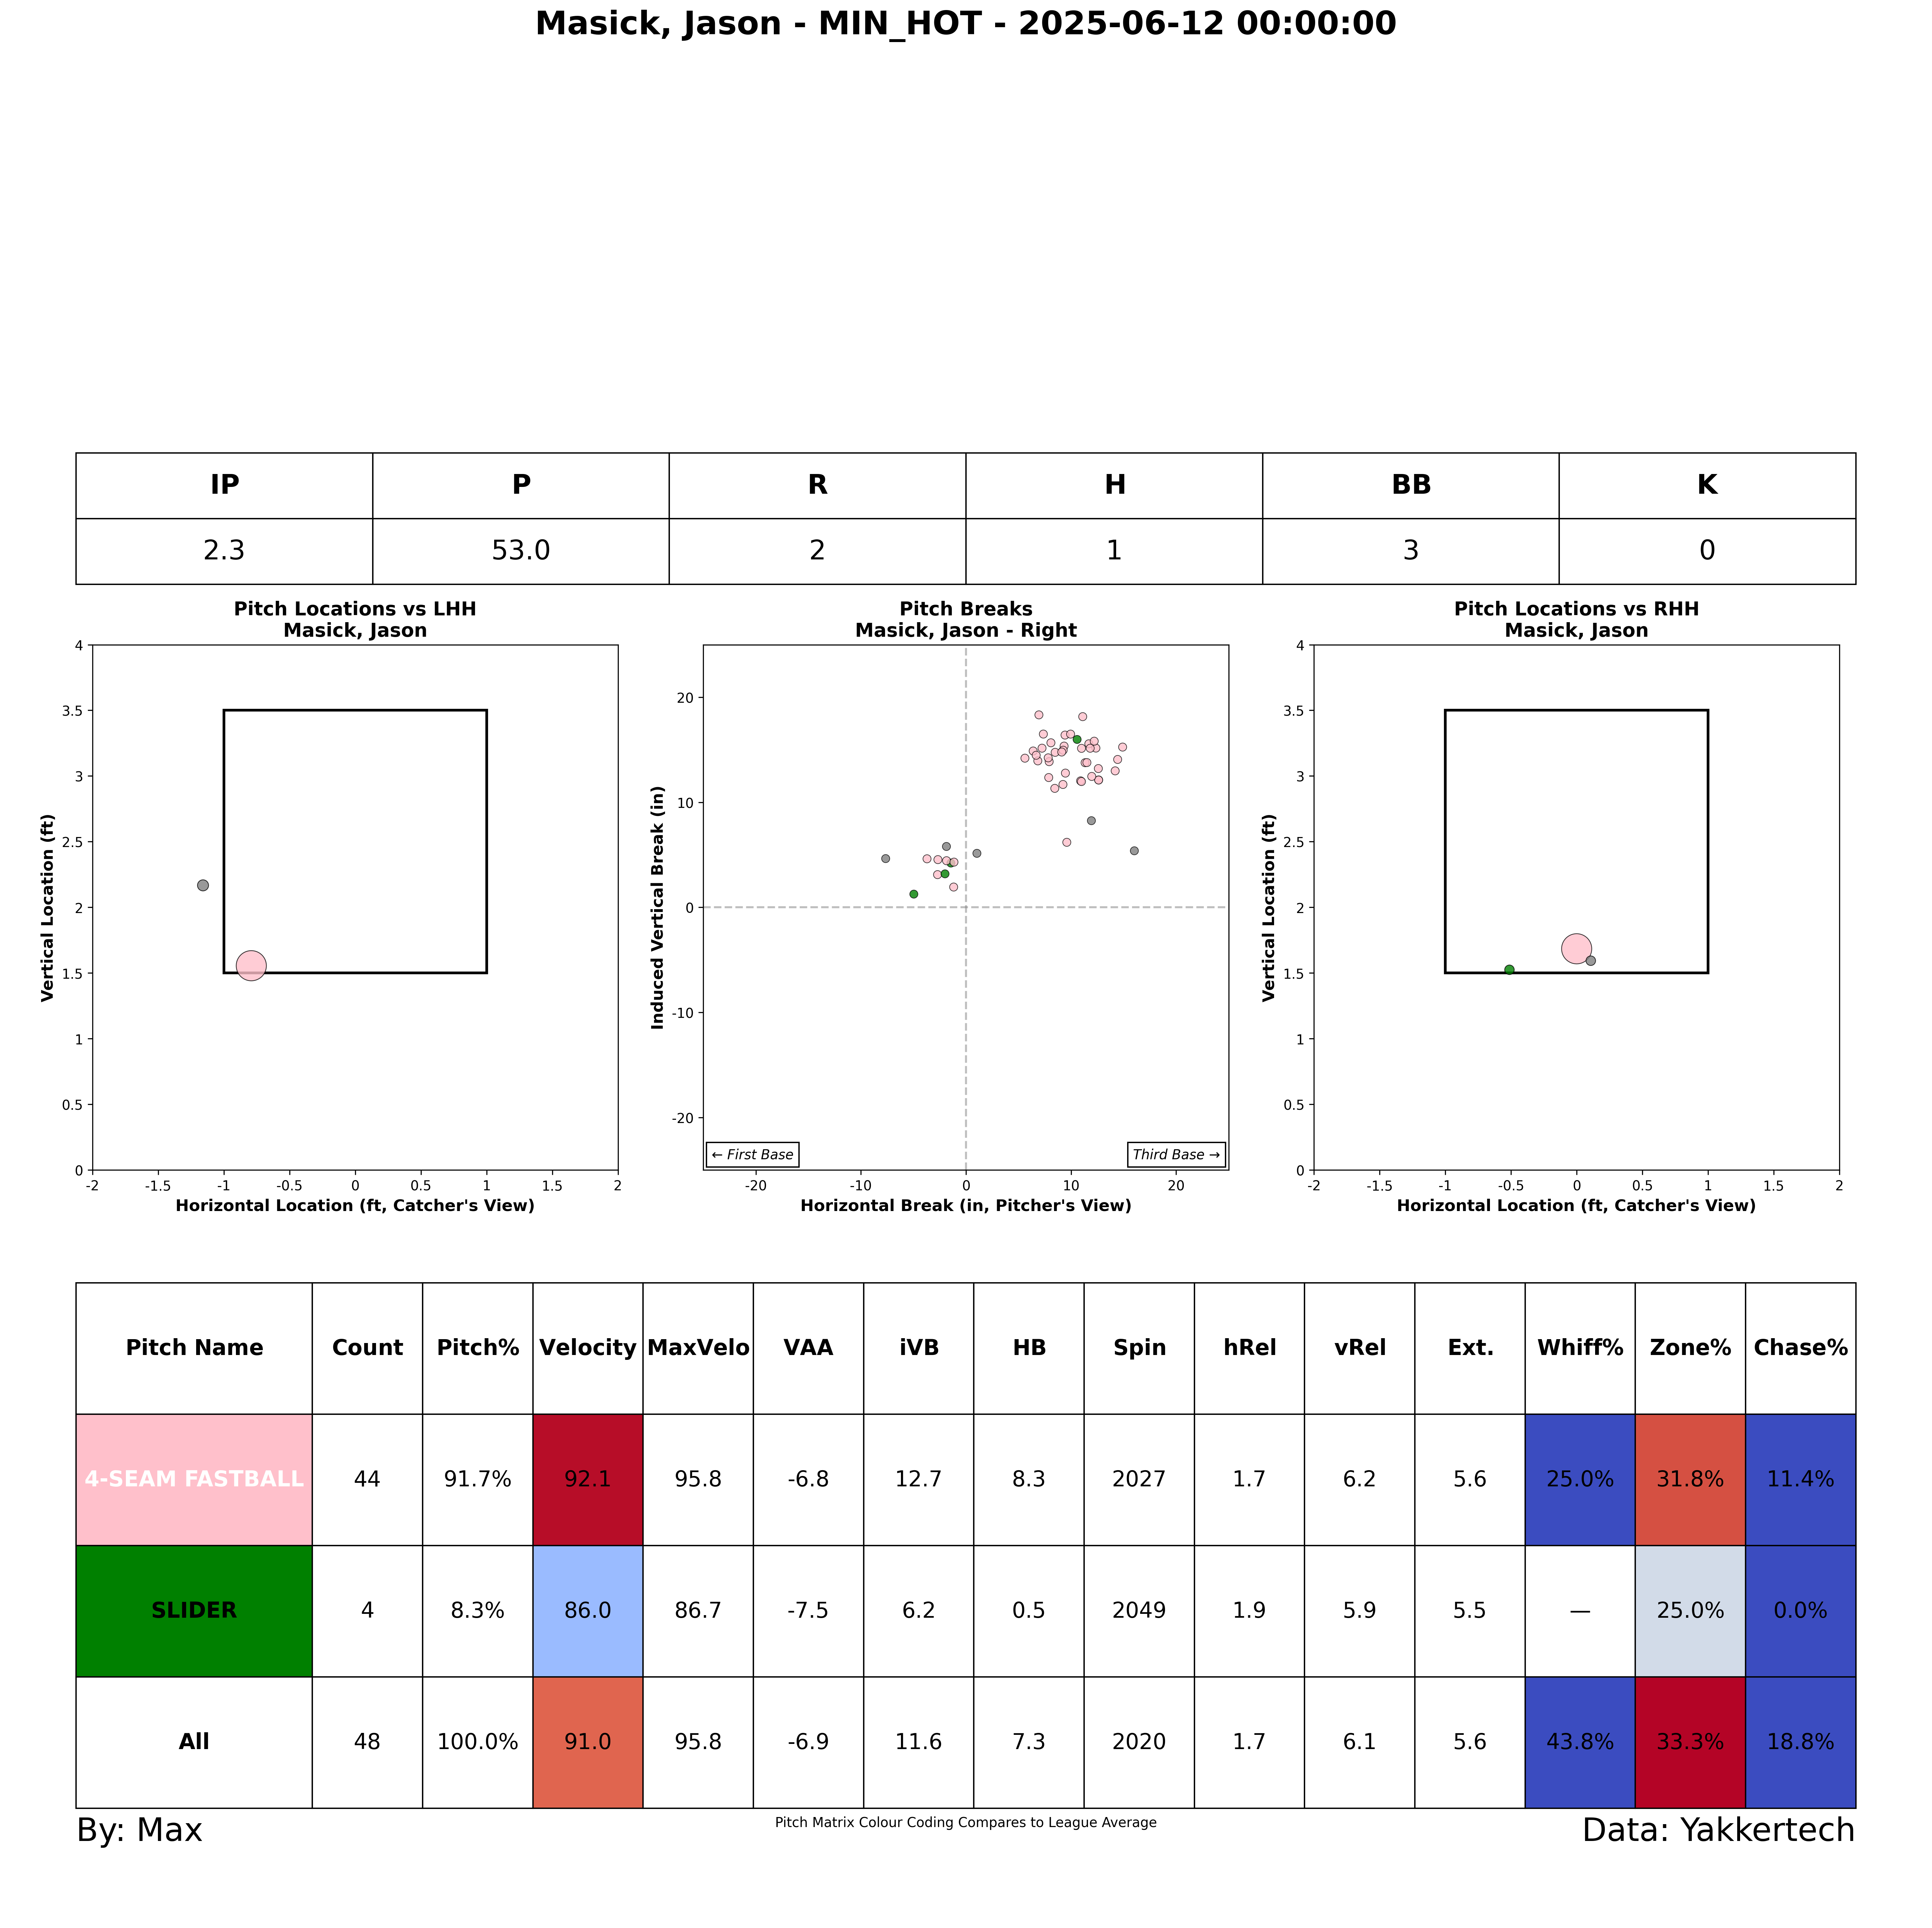 Masick, Jason - MIN_HOT - 2025-06-12 00:00:00
IP P R H BB K
2.3 53.0 2 1 3 0
Pitch Locations vs LHH
Masick, Jason
4
3.5
3
2.5
2
1.5
1
0.5
0
-2 -1.5 -1 -0.5 0 0.5 1 1.5 2
Vertical Location (ft)
Horizontal Location (ft, Catcher's View)
Pitch Breaks
Masick, Jason - Right
20
10
0
-10
-20
-20 -10 0 10 20
Induced Vertical Break (in)
← First Base
Third Base →
Horizontal Break (in, Pitcher's View)
Pitch Locations vs RHH
Masick, Jason
4
3.5
3
2.5
2
1.5
1
0.5
0
-2 -1.5 -1 -0.5 0 0.5 1 1.5 2
Vertical Location (ft)
Horizontal Location (ft, Catcher's View)
Pitch Name Count Pitch% Velocity MaxVelo VAA iVB HB Spin hRel vRel Ext. Whiff% Zone% Chase%
4-SEAM FASTBALL 44 91.7% 92.1 95.8 -6.8 12.7 8.3 2027 1.7 6.2 5.6 25.0% 31.8% 11.4%
SLIDER 4 8.3% 86.0 86.7 -7.5 6.2 0.5 2049 1.9 5.9 5.5 — 25.0% 0.0%
All 48 100.0% 91.0 95.8 -6.9 11.6 7.3 2020 1.7 6.1 5.6 43.8% 33.3% 18.8%
By: Max
Pitch Matrix Colour Coding Compares to League Average
Data: Yakkertech